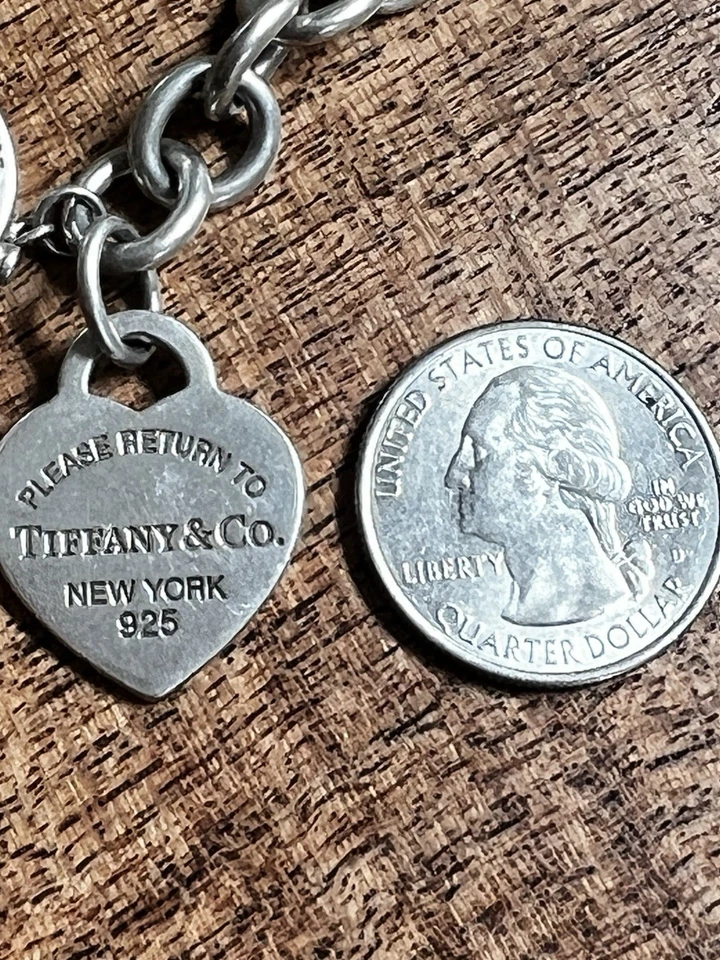 PLEASE RETURN TO
TIFFANY & CO.
NEW YORK
925
UNITED STATES OF AMERICA
IN
GOD WE
TRUST
LIBERTY
D
QUARTER DOLLAR